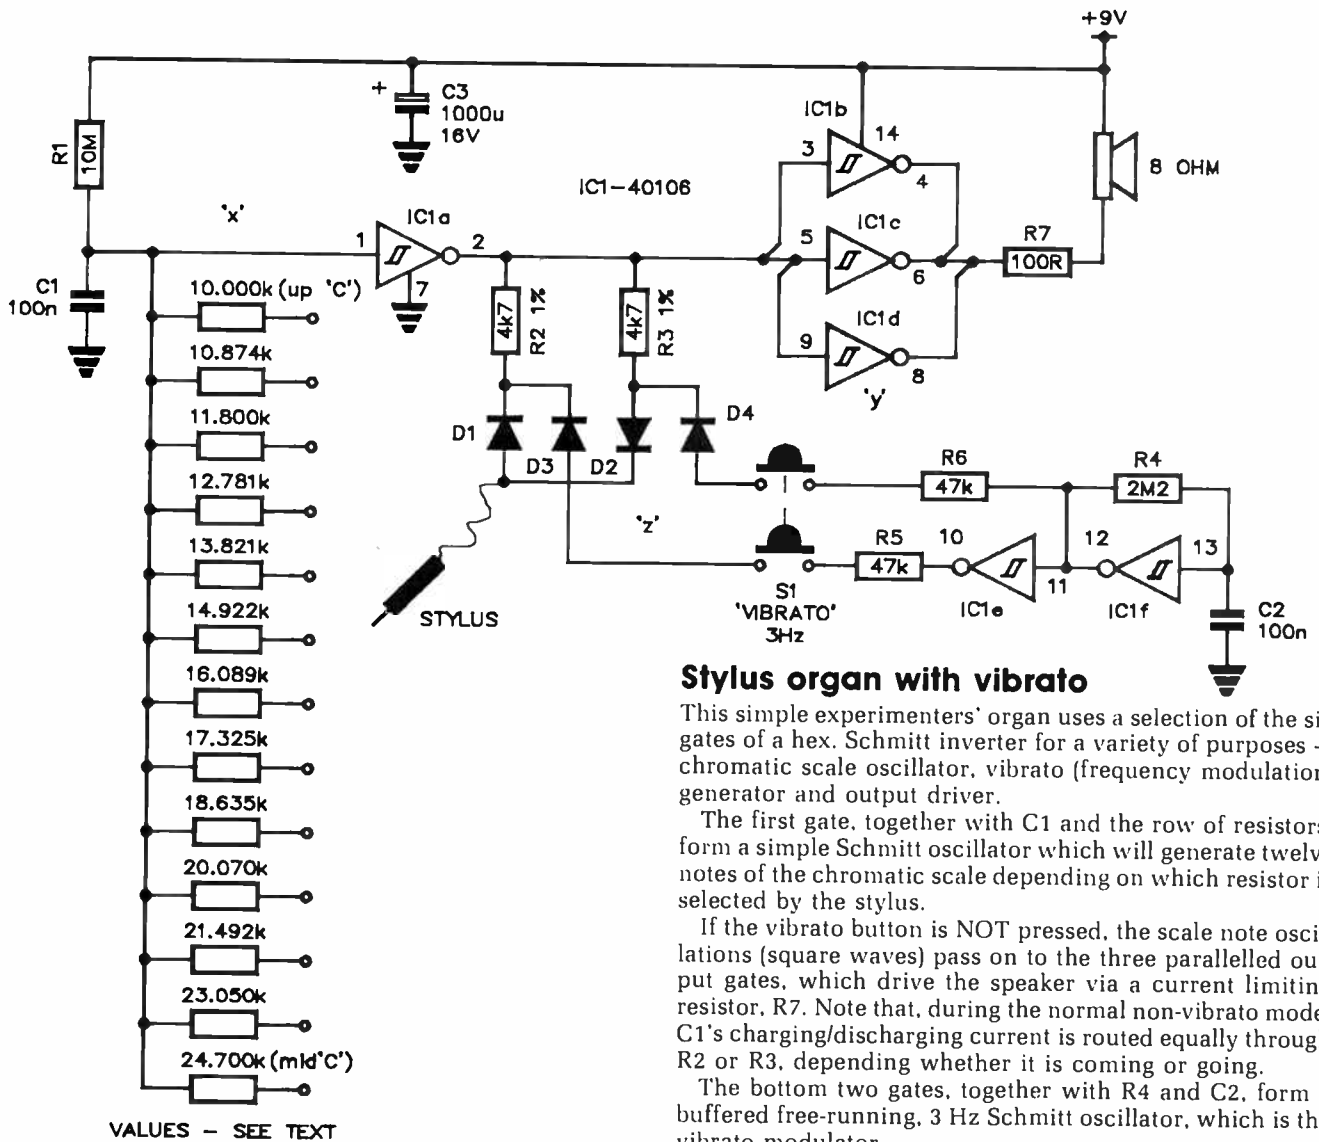 +9V
+
C3
1000u
16V
R1
10M
IC1b
14
3
4
8 OHM
IC1-40106
'x'
IC1a
1
2
7
IC1c
5
6
R7
100R
C1
100n
10.000k (up 'C')
4k7
R2 1%
4k7
R3 1%
IC1d
9
8
'y'
10.874k
11.800k
D1
D3
D2
D4
12.781k
R6
47k
R4
2M2
'z'
13.821k
R5
47k
10
11
12
13
IC1e
IC1f
S1
'VIBRATO'
3Hz
C2
100n
STYLUS
14.922k
16.089k
17.325k
18.635k
20.070k
21.492k
23.050k
24.700k (mid 'C')
VALUES - SEE TEXT
Stylus organ with vibrato
This simple experimenters' organ uses a selection of the si
gates of a hex. Schmitt inverter for a variety of purposes -
chromatic scale oscillator, vibrato (frequency modulation
generator and output driver.
The first gate, together with C1 and the row of resistors
form a simple Schmitt oscillator which will generate twelv
notes of the chromatic scale depending on which resistor i
selected by the stylus.
If the vibrato button is NOT pressed, the scale note osci
lations (square waves) pass on to the three parallelled ou
put gates, which drive the speaker via a current limitin
resistor, R7. Note that, during the normal non-vibrato mode
C1's charging/discharging current is routed equally throug
R2 or R3, depending whether it is coming or going.
The bottom two gates, together with R4 and C2, form
buffered free-running, 3 Hz Schmitt oscillator, which is th
vibrato modulator